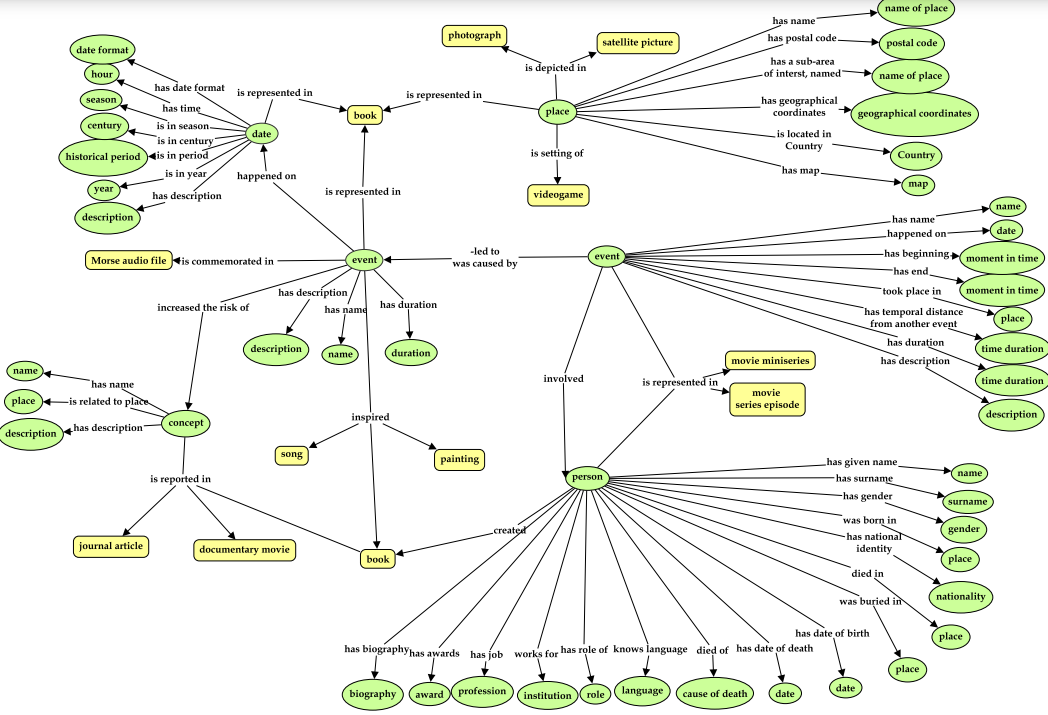 name of place
has name
photograph
has postal code
postal code
satellite picture
date format
hour
is depicted in
has a sub-area
of interst, named
name of place
has date format
season
is represented in
is represented in
has time
has geographical
coordinates
geographical coordinates
book
place
century
is in season
date
is in century
is located in
Country
historical period
is in period
is setting of
Country
is in year
has map
map
year
happened on
has description
is represented in
videogame
description
name
has name
happened on
date
-led to
was caused by
has beginning
moment in time
Morse audio file
is commemorated in
event
event
has end
moment in time
took place in
has description
has duration
increased the risk of
has name
has temporal distance
from another event
place
has duration
time duration
description
name
duration
has description
movie miniseries
name
has name
involved
is represented in
time duration
movie
series episode
place
is related to place
description
concept
inspired
description
has description
song
painting
has given name
name
is reported in
person
has surname
surname
has gender
gender
was born in
created
has national
identity
place
journal article
documentary movie
book
died in
nationality
was buried in
place
has date of birth
has biography
has awards
has job
works for
has role of
knows language
died of
has date of death
place
biography
award
profession
institution
role
language
cause of death
date
date